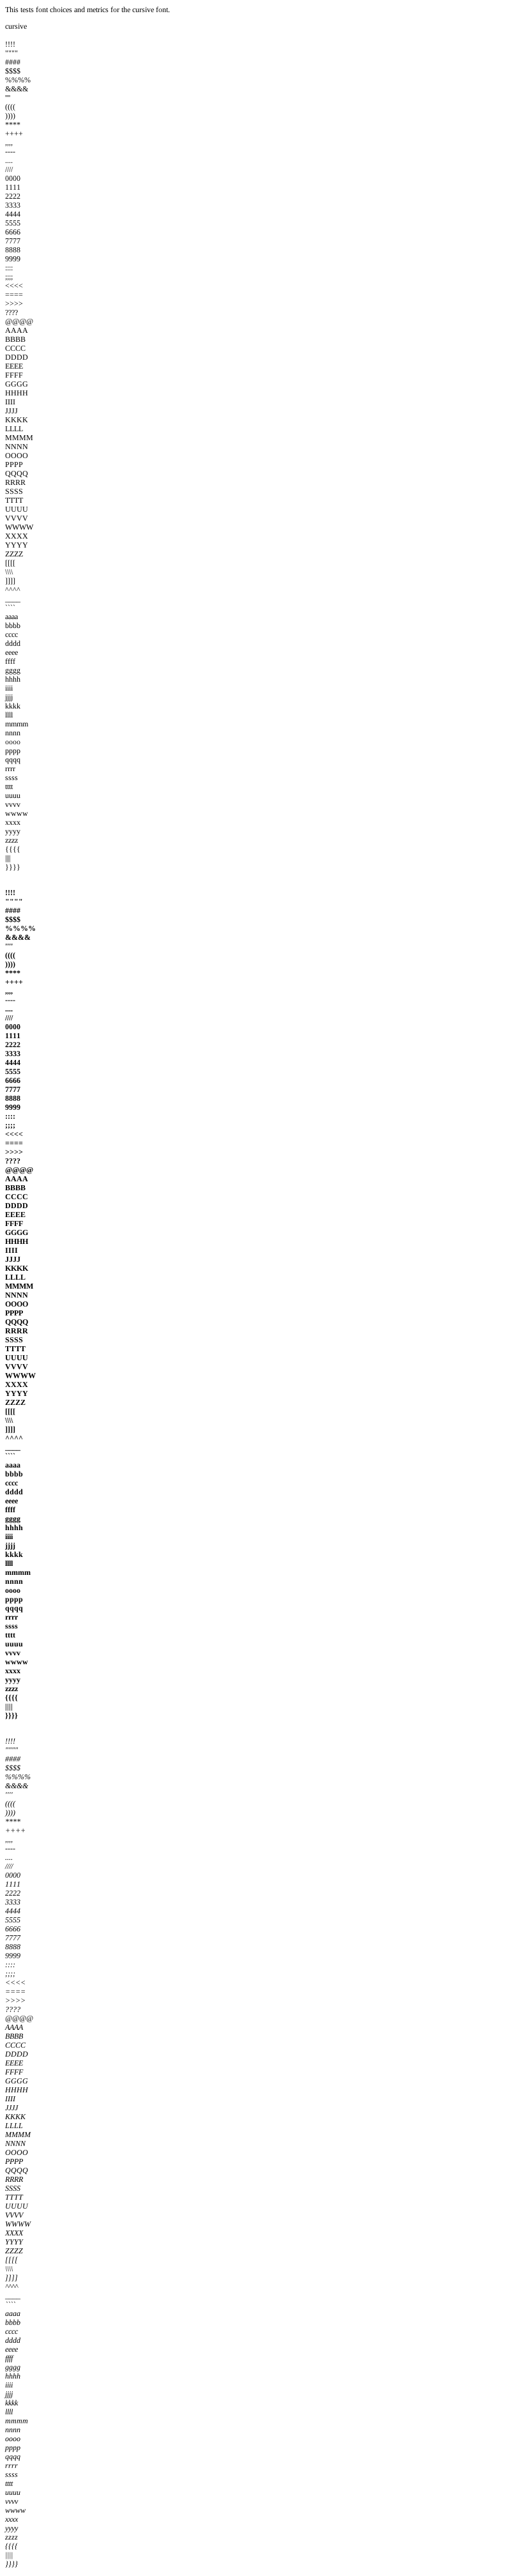 This tests font choices and metrics for the cursive font.
cursive
!!!!
""""
####
$$$$
%%%%
&&&&
''''
((((
))))
****
++++
,,,,
----
....
////
0000
1111
2222
3333
4444
5555
6666
7777
8888
9999
::::
;;;;
<<<<
====
>>>>
????
@@@@
AAAA
BBBB
CCCC
DDDD
EEEE
FFFF
GGGG
HHHH
IIII
JJJJ
KKKK
LLLL
MMMM
NNNN
OOOO
PPPP
QQQQ
RRRR
SSSS
TTTT
UUUU
VVVV
WWWW
XXXX
YYYY
ZZZZ
[[[[
\\\\
]]]]
^^^^
____
````
aaaa
bbbb
cccc
dddd
eeee
ffff
gggg
hhhh
iiii
jjjj
kkkk
llll
mmmm
nnnn
oooo
pppp
qqqq
rrrr
ssss
tttt
uuuu
vvvv
wwww
xxxx
yyyy
zzzz
{{{{
||||
}}}}
!!!!
""""
####
$$$$
%%%%
&&&&
''''
((((
))))
****
++++
,,,,
----
....
////
0000
1111
2222
3333
4444
5555
6666
7777
8888
9999
::::
;;;;
<<<<
====
>>>>
????
@@@@
AAAA
BBBB
CCCC
DDDD
EEEE
FFFF
GGGG
HHHH
IIII
JJJJ
KKKK
LLLL
MMMM
NNNN
OOOO
PPPP
QQQQ
RRRR
SSSS
TTTT
UUUU
VVVV
WWWW
XXXX
YYYY
ZZZZ
[[[[
\\\\
]]]]
^^^^
____
````
aaaa
bbbb
cccc
dddd
eeee
ffff
gggg
hhhh
iiii
jjjj
kkkk
llll
mmmm
nnnn
oooo
pppp
qqqq
rrrr
ssss
tttt
uuuu
vvvv
wwww
xxxx
yyyy
zzzz
{{{{
||||
}}}}
!!!!
""""
####
$$$$
%%%%
&&&&
''''
((((
))))
****
++++
,,,,
----
....
////
0000
1111
2222
3333
4444
5555
6666
7777
8888
9999
::::
;;;;
<<<<
====
>>>>
????
@@@@
AAAA
BBBB
CCCC
DDDD
EEEE
FFFF
GGGG
HHHH
IIII
JJJJ
KKKK
LLLL
MMMM
NNNN
OOOO
PPPP
QQQQ
RRRR
SSSS
TTTT
UUUU
VVVV
WWWW
XXXX
YYYY
ZZZZ
[[[[
\\\\
]]]]
^^^^
____
````
aaaa
bbbb
cccc
dddd
eeee
ffff
gggg
hhhh
iiii
jjjj
kkkk
llll
mmmm
nnnn
oooo
pppp
qqqq
rrrr
ssss
tttt
uuuu
vvvv
wwww
xxxx
yyyy
zzzz
{{{{
||||
}}}}